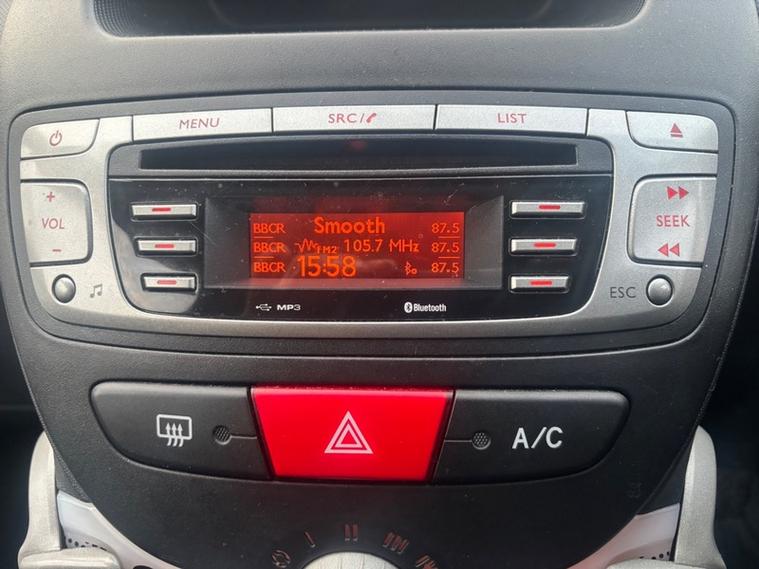 MENU SRC/ LIST
+
VOL
-
SEEK
BBCR Smooth 87.5
BBCR FM2 105.7 MHz 87.5
BBCR 15:58 87.5
ESC
MP3 Bluetooth
A/C